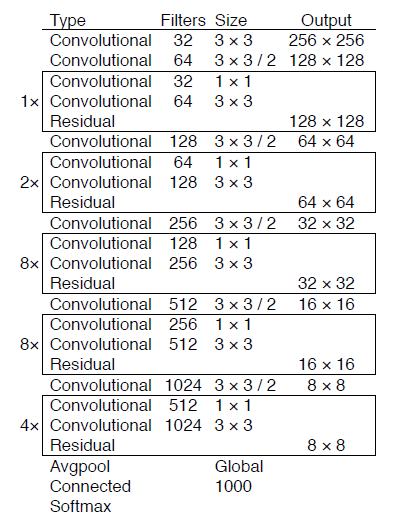 Type Filters Size Output
Convolutional 32 3 × 3 256 × 256
Convolutional 64 3 × 3 / 2 128 × 128
Convolutional 32 1 × 1
1× Convolutional 64 3 × 3
Residual 128 × 128
Convolutional 128 3 × 3 / 2 64 × 64
Convolutional 64 1 × 1
2× Convolutional 128 3 × 3
Residual 64 × 64
Convolutional 256 3 × 3 / 2 32 × 32
Convolutional 128 1 × 1
8× Convolutional 256 3 × 3
Residual 32 × 32
Convolutional 512 3 × 3 / 2 16 × 16
Convolutional 256 1 × 1
8× Convolutional 512 3 × 3
Residual 16 × 16
Convolutional 1024 3 × 3 / 2 8 × 8
Convolutional 512 1 × 1
4× Convolutional 1024 3 × 3
Residual 8 × 8
Avgpool Global
Connected 1000
Softmax